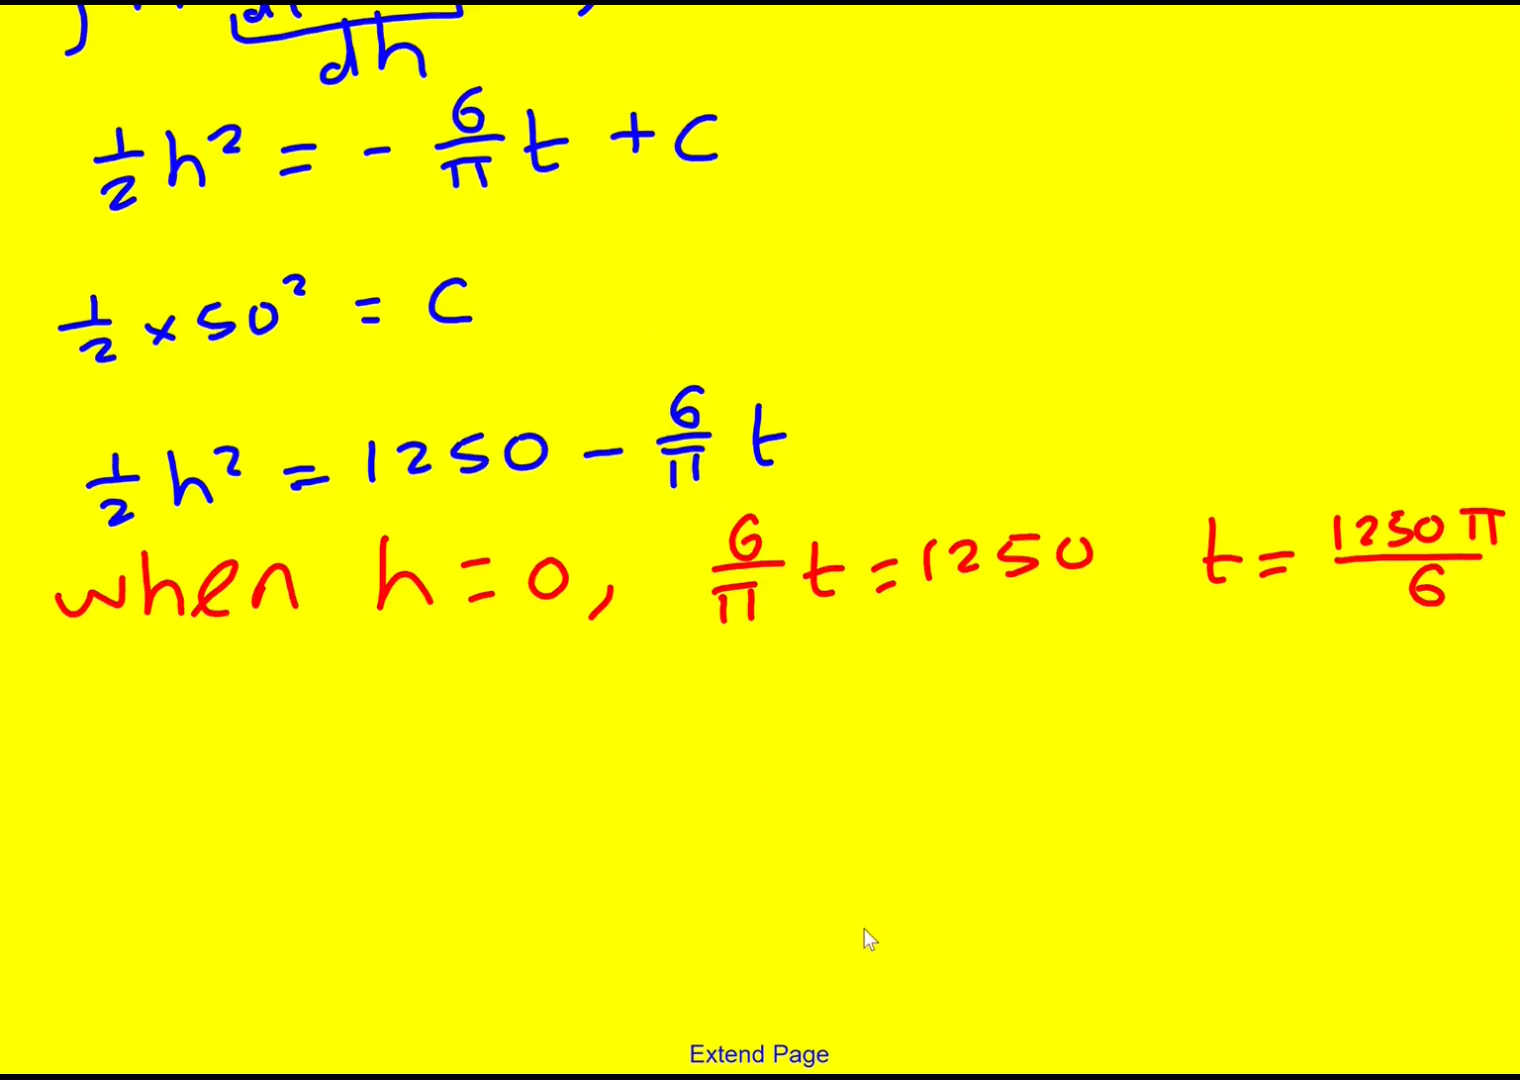 dh
½h² = - 6/π t + C
½ × 50² = C
½h² = 1250 - 6/π t
when h = 0, 6/π t = 1250 t = 1250π/6
Extend Page